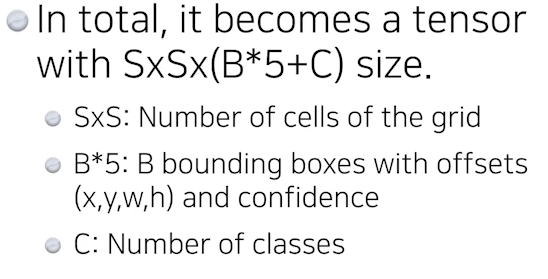 In total, it becomes a tensor
with SxSx(B*5+C) size.
SxS: Number of cells of the grid
B*5: B bounding boxes with offsets
(x,y,w,h) and confidence
C: Number of classes